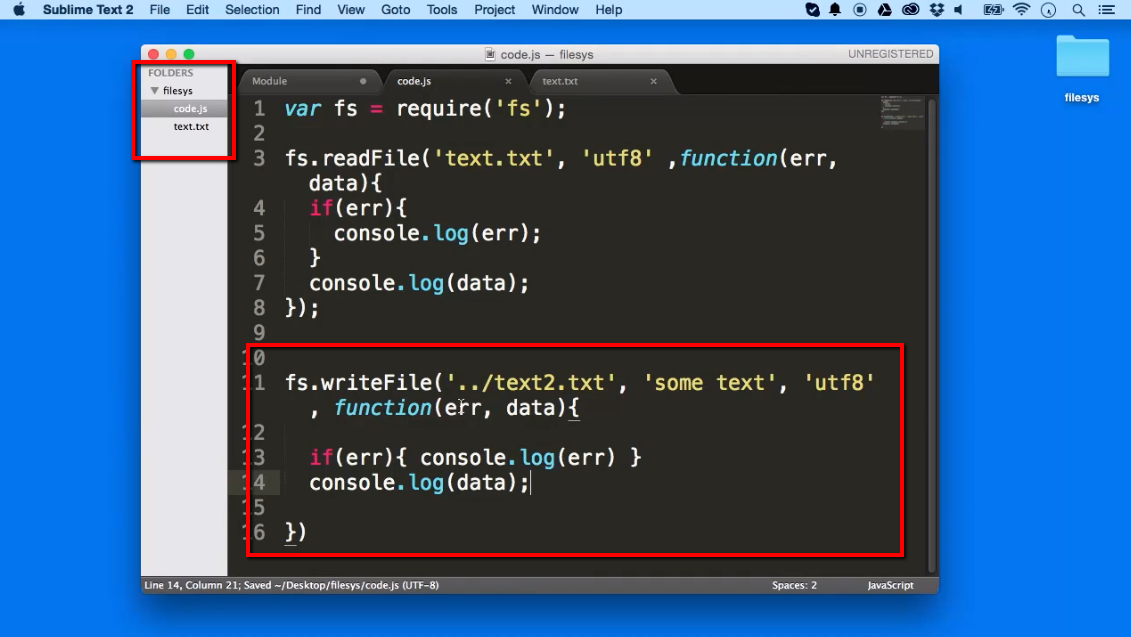 Sublime Text 2 File Edit Selection Find View Goto Tools Project Window Help
code.js — filesys UNREGISTERED
FOLDERS
filesys
code.js
text.txt
Module code.js text.txt
1 var fs = require('fs');
2
3 fs.readFile('text.txt', 'utf8' ,function(err,
data){
4 if(err){
5 console.log(err);
6 }
7 console.log(data);
8 });
9
10
11 fs.writeFile('../text2.txt', 'some text', 'utf8'
, function(err, data){
12
13 if(err){ console.log(err) }
14 console.log(data);
15
16 })
Line 14, Column 21; Saved ~/Desktop/filesys/code.js (UTF-8) Spaces: 2 JavaScript
filesys